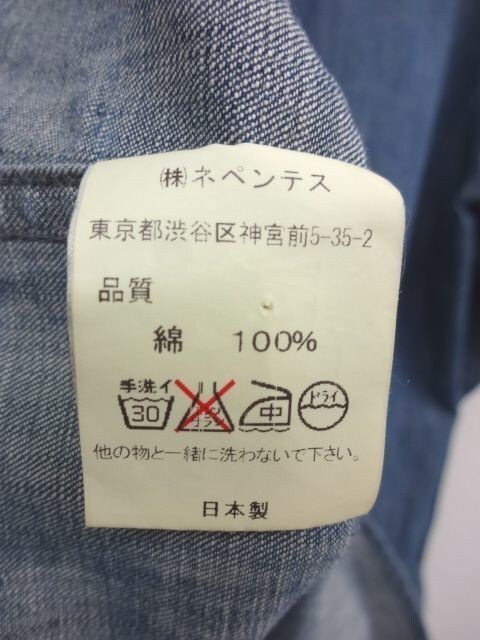 ㈱ネペンテス
東京都渋谷区神宮前5-35-2
品質
綿 100%
手洗イ
30 中 ドライ
他の物と一緒に洗わないで下さい。
日本製